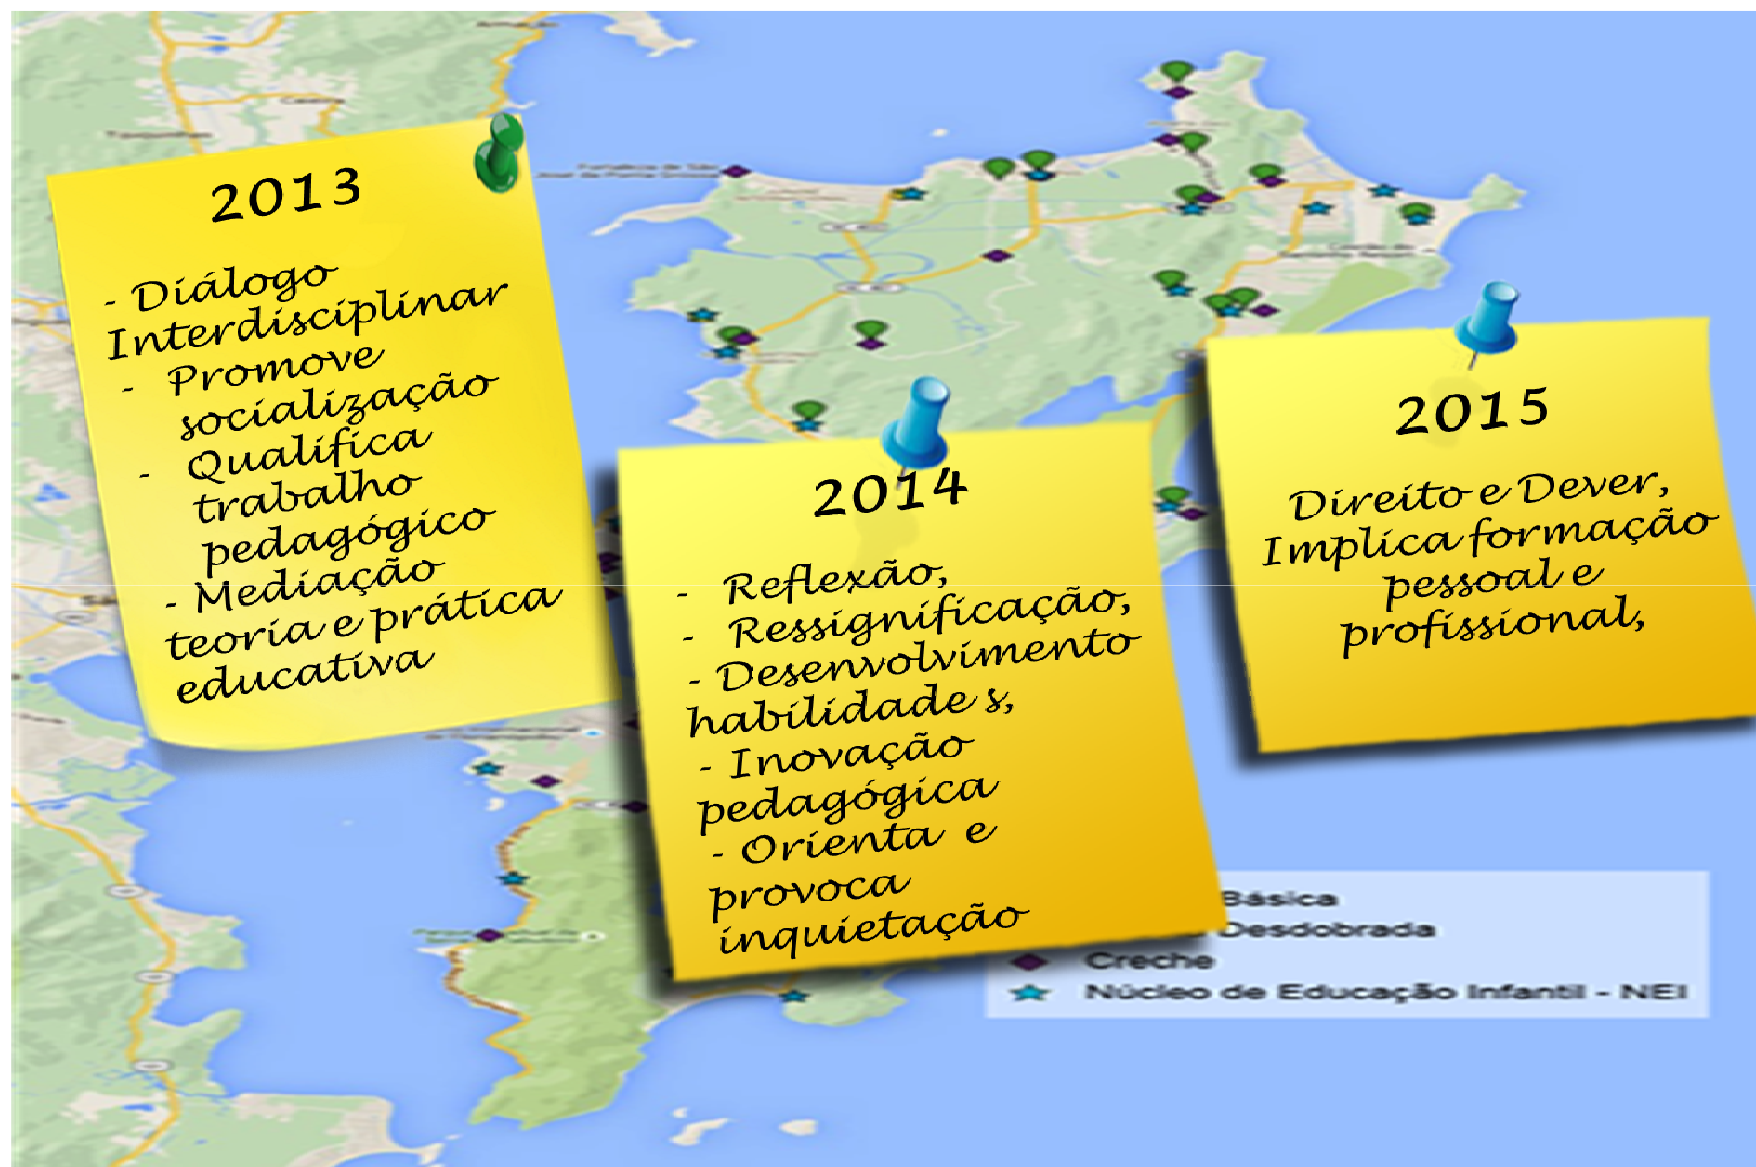 2013
- Diálogo
Interdisciplinar
- Promove
socialização
- Qualifica
trabalho
pedagógico
- Mediação
teoria e prática
educativa
2014
- Reflexão,
- Ressignificação,
- Desenvolvimento
habilidade s,
- Inovação
pedagógica
- Orienta e
provoca
inquietação
2015
Direito e Dever,
Implica formação
pessoal e
profissional,
Básica
Desdobrada
Creche
Núcleo de Educação Infantil - NEI